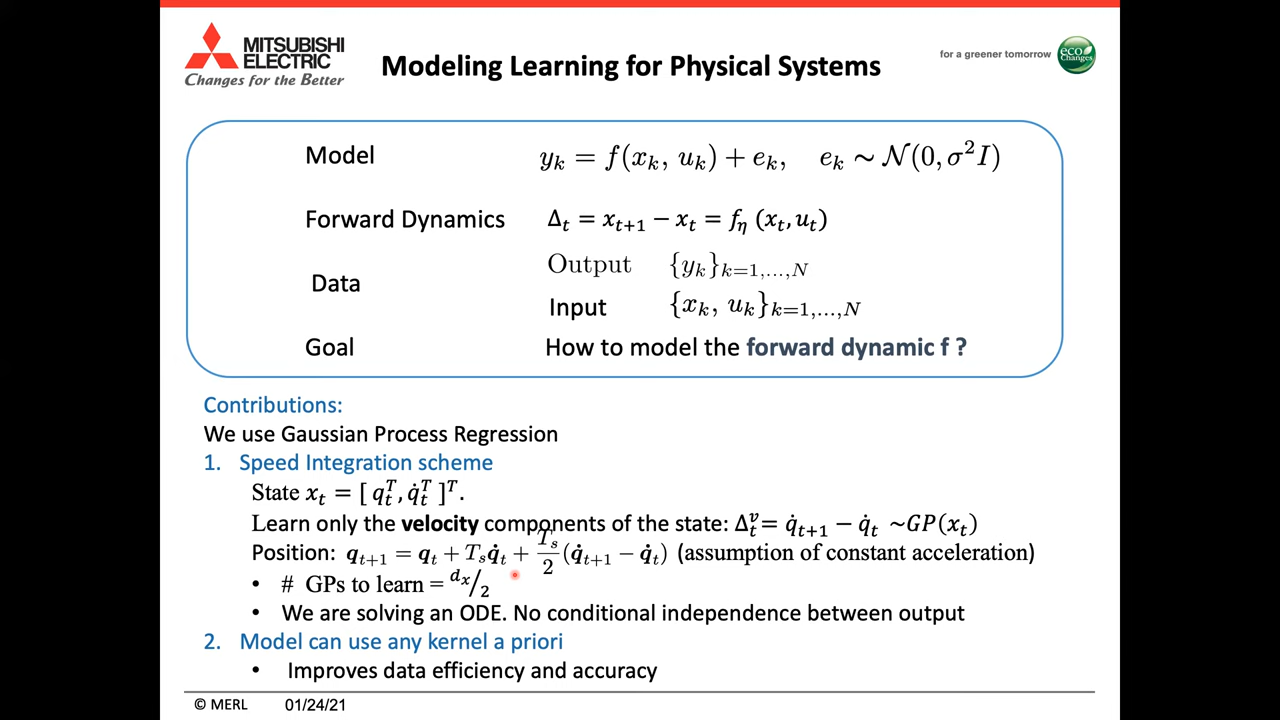 MITSUBISHI
ELECTRIC
Changes for the Better
Modeling Learning for Physical Systems
for a greener tomorrow
eco
Changes
Model y_k = f(x_k, u_k) + e_k, e_k ∼ 𝒩(0, σ²I)
Forward Dynamics Δ_t = x_{t+1} − x_t = f_η (x_t, u_t)
Data
Output {y_k}_{k=1,...,N}
Input {x_k, u_k}_{k=1,...,N}
Goal How to model the forward dynamic f ?
Contributions:
We use Gaussian Process Regression
1. Speed Integration scheme
State x_t = [ q_t^T, q̇_t^T ]^T.
Learn only the velocity components of the state: Δ_t^v = q̇_{t+1} − q̇_t ~GP(x_t)
Position: q_{t+1} = q_t + T_s q̇_t + T_s/2 (q̇_{t+1} − q̇_t) (assumption of constant acceleration)
• # GPs to learn = d_x/2
• We are solving an ODE. No conditional independence between output
2. Model can use any kernel a priori
• Improves data efficiency and accuracy
© MERL 01/24/21